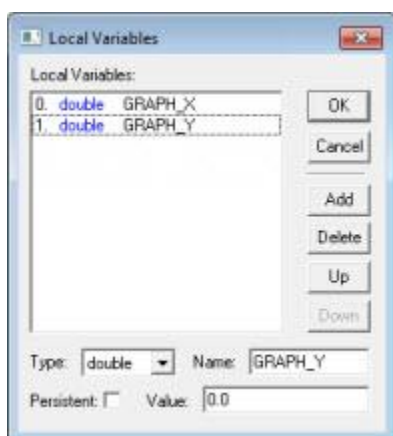 Local Variables
Local Variables:
0. double GRAPH_X
1. double GRAPH_Y
OK
Cancel
Add
Delete
Up
Down
Type: double Name: GRAPH_Y
Persistent: Value: 0.0